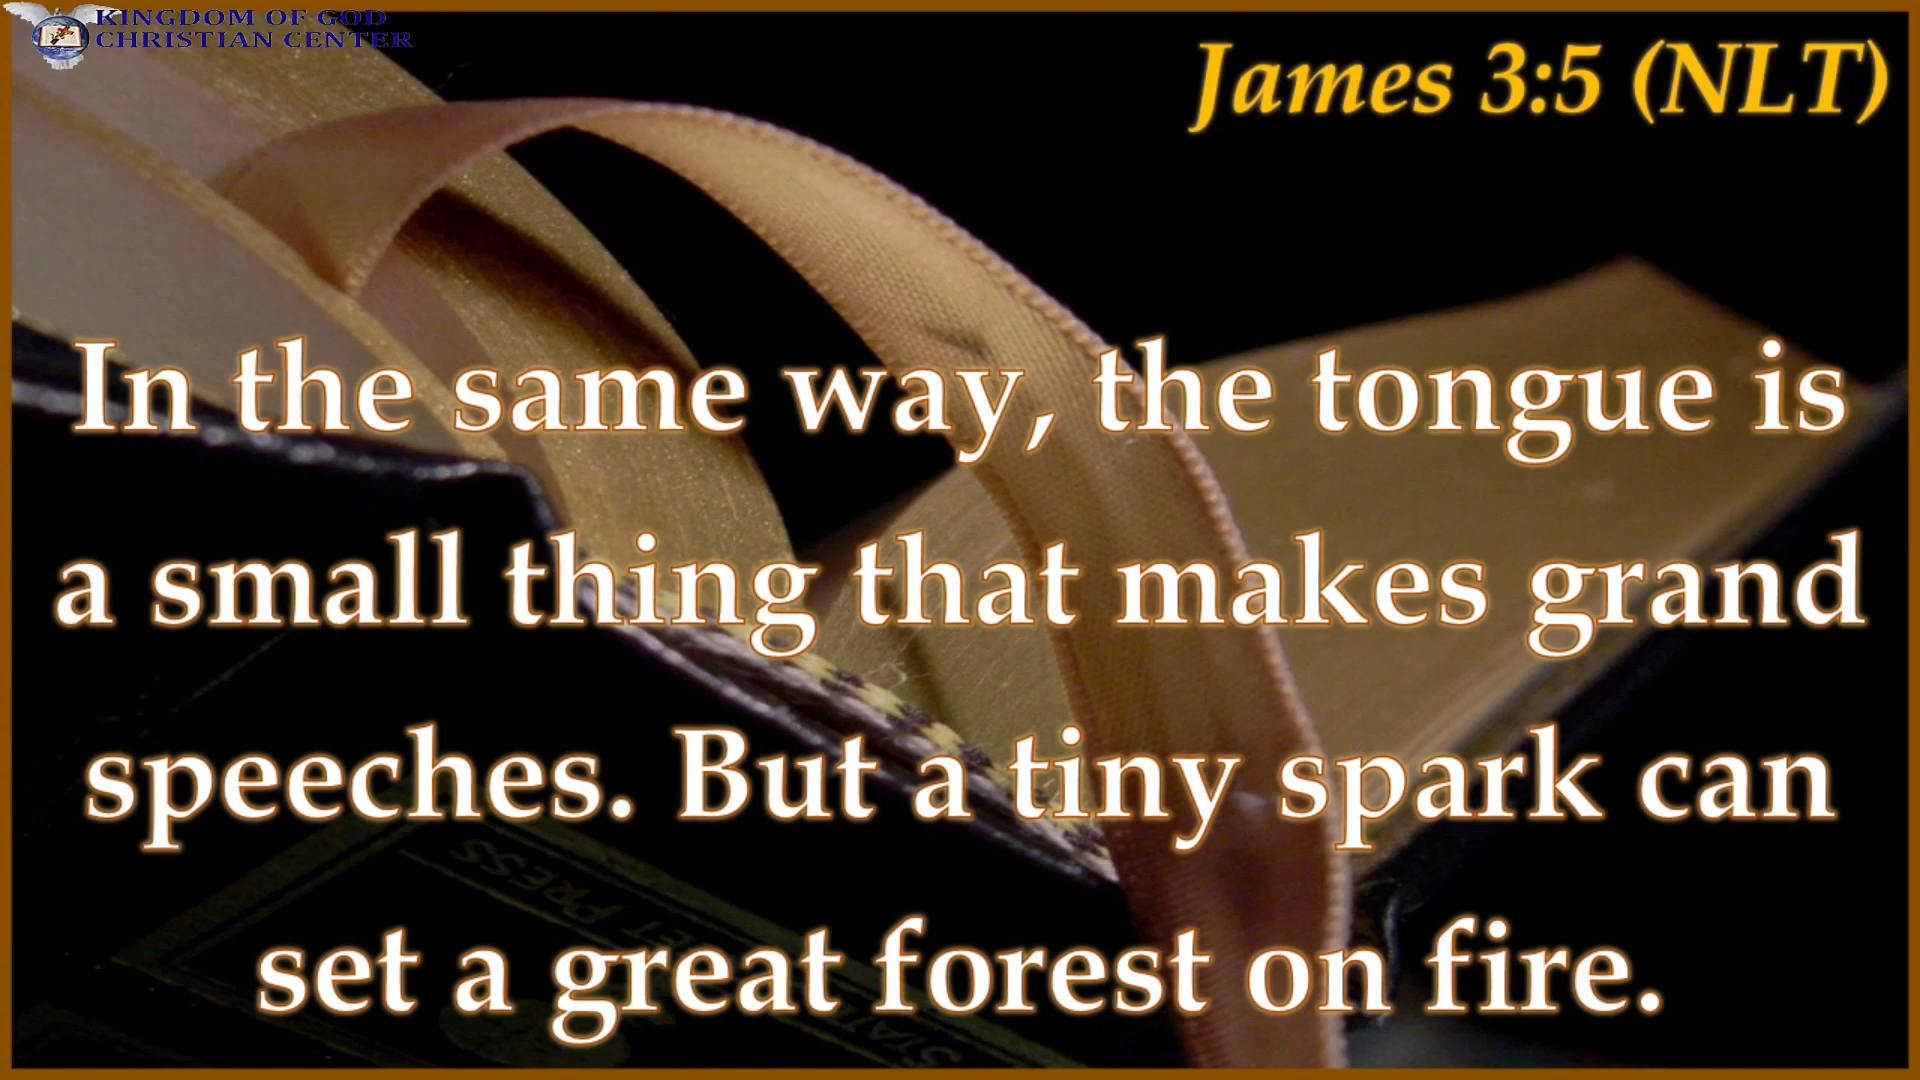 KINGDOM OF GOD
CHRISTIAN CENTER
James 3:5 (NLT)
In the same way, the tongue is
a small thing that makes grand
speeches. But a tiny spark can
set a great forest on fire.
PRESS